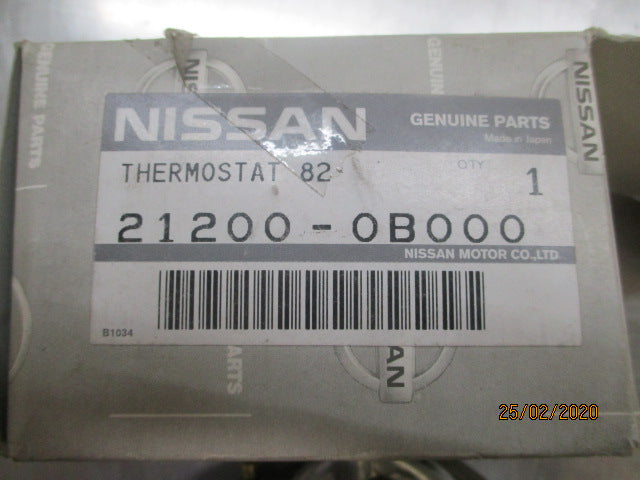 NISSAN GENUINE PARTS
Made in Japan
THERMOSTAT 82 QTY 1
21200-0B000
NISSAN MOTOR CO.,LTD.
B1034
GENUINE PARTS
NISSAN
PARTS
25/02/2020